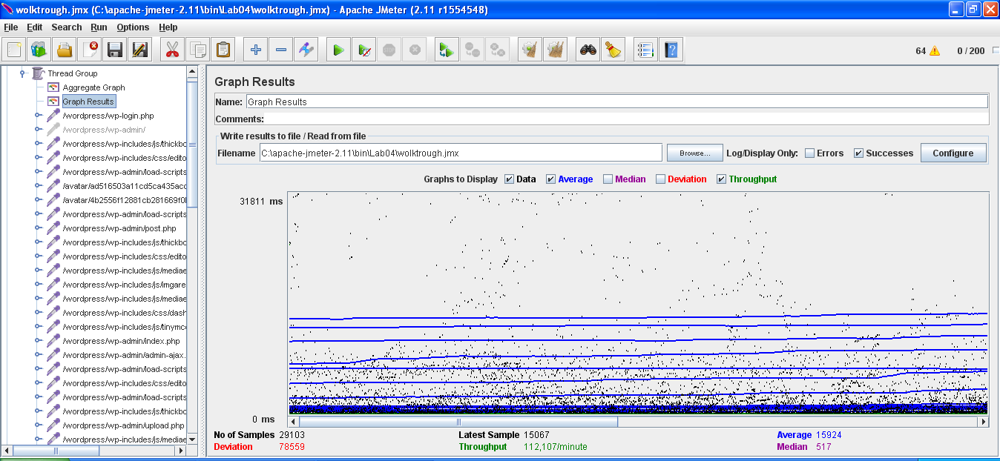 wolktrough.jmx (C:\apache-jmeter-2.11\bin\Lab04\wolktrough.jmx) - Apache JMeter (2.11 r1554548)
File Edit Search Run Options Help
64 0 / 200
Thread Group
Aggregate Graph
Graph Results
/wordpress/wp-login.php
/wordpress/wp-admin/
/wordpress/wp-includes/js/thickbo
/wordpress/wp-includes/css/edito
/wordpress/wp-admin/load-scripts
/avatar/ad516503a11cd5ca435acc
/avatar/4b2556f12881cb281669f0
/wordpress/wp-admin/load-scripts
/wordpress/wp-admin/post.php
/wordpress/wp-includes/js/thickbo
/wordpress/wp-includes/css/edito
/wordpress/wp-includes/js/mediae
/wordpress/wp-includes/js/imgare
/wordpress/wp-includes/js/mediae
/wordpress/wp-includes/css/dash
/wordpress/wp-includes/js/tinymc
/wordpress/wp-admin/index.php
/wordpress/wp-admin/admin-ajax.
/wordpress/wp-admin/load-scripts
/wordpress/wp-includes/css/edito
/wordpress/wp-admin/load-scripts
/wordpress/wp-includes/js/thickbo
/wordpress/wp-admin/upload.php
/wordpress/wp-includes/js/mediae
Graph Results
Name: Graph Results
Comments:
Write results to file / Read from file
Filename C:\apache-jmeter-2.11\bin\Lab04\wolktrough.jmx Browse... Log/Display Only: Errors Successes Configure
Graphs to Display Data Average Median Deviation Throughput
31811 ms
0 ms
No of Samples 29103 Latest Sample 15067 Average 15924
Deviation 78559 Throughput 112,107/minute Median 517